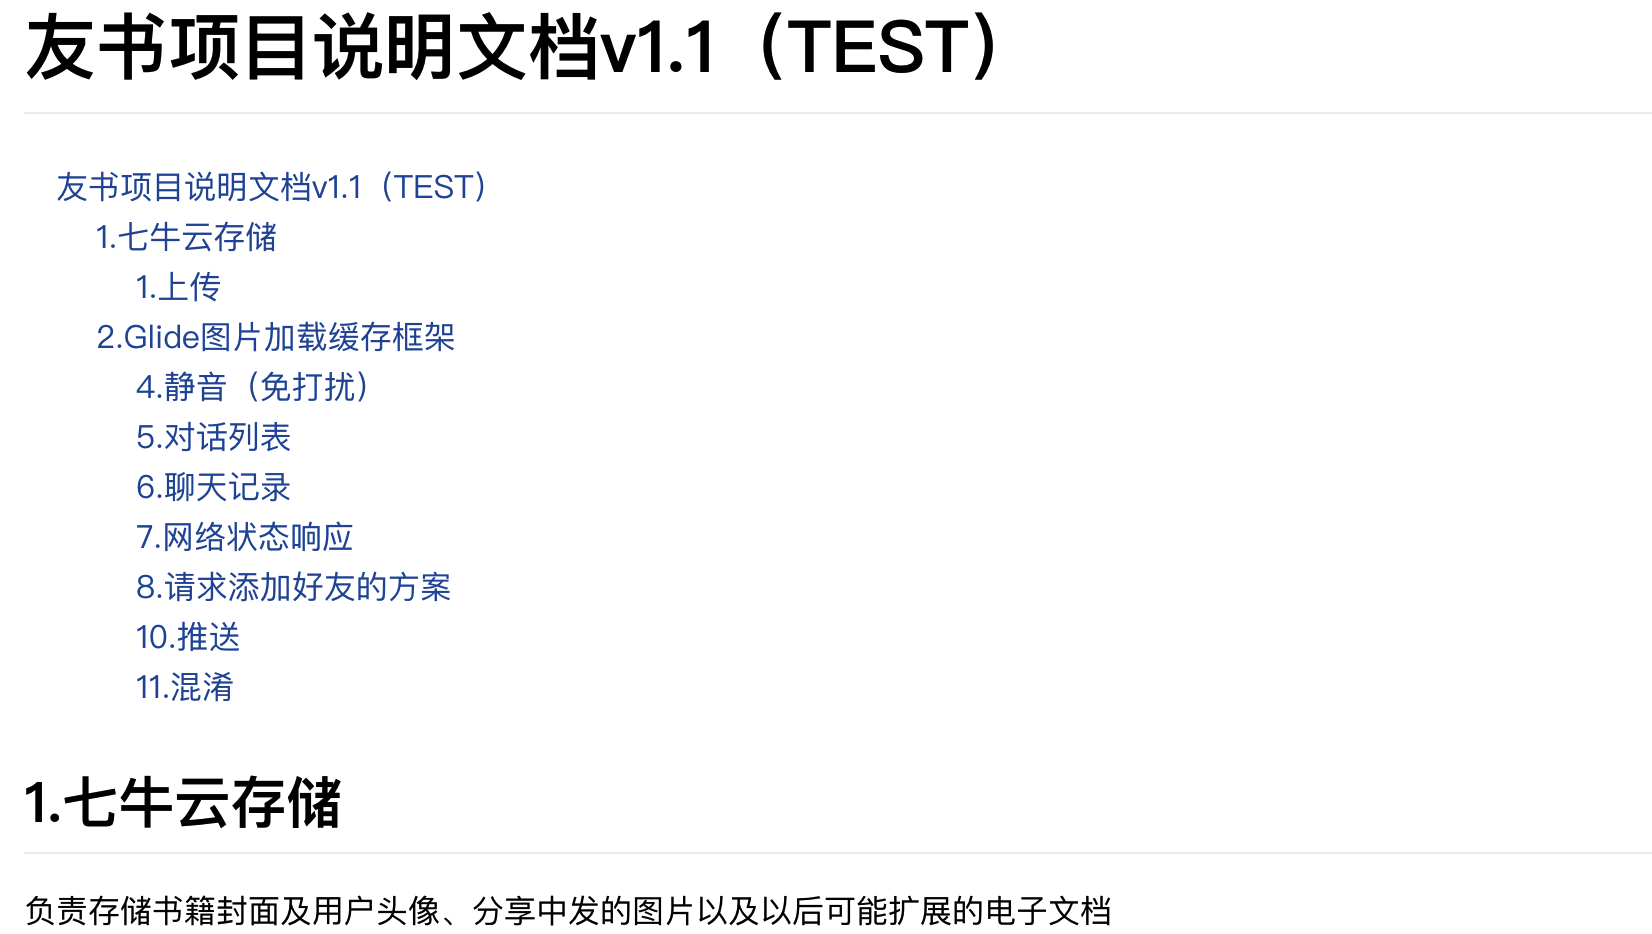 友书项目说明文档v1.1（TEST）
友书项目说明文档v1.1（TEST）
1.七牛云存储
1.上传
2.Glide图片加载缓存框架
4.静音（免打扰）
5.对话列表
6.聊天记录
7.网络状态响应
8.请求添加好友的方案
10.推送
11.混淆
1.七牛云存储
负责存储书籍封面及用户头像、分享中发的图片以及以后可能扩展的电子文档